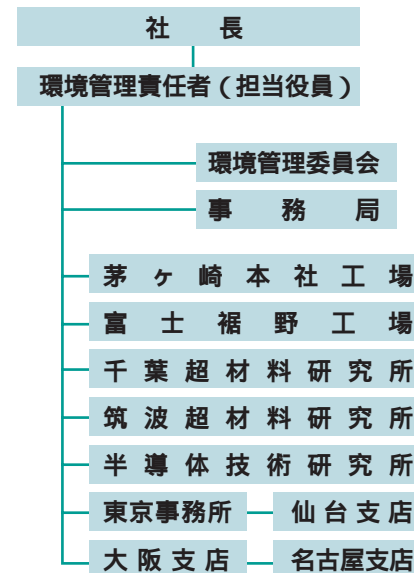 社長
環境管理責任者(担当役員)
環境管理委員会
事務局
茅ヶ崎本社工場
富士裾野工場
千葉超材料研究所
筑波超材料研究所
半導体技術研究所
東京事務所 仙台支店
大阪支店 名古屋支店